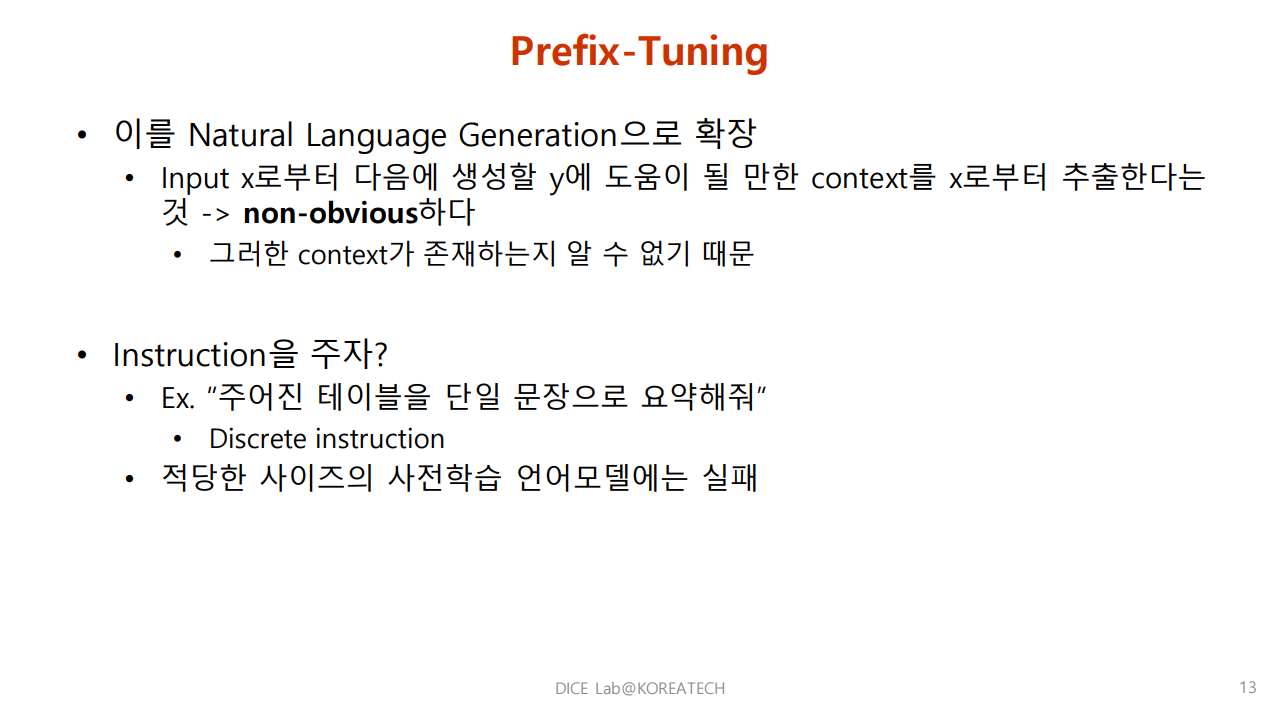 Prefix-Tuning
• 이를 Natural Language Generation으로 확장
• Input x로부터 다음에 생성할 y에 도움이 될 만한 context를 x로부터 추출한다는
것 -> non-obvious하다
• 그러한 context가 존재하는지 알 수 없기 때문
• Instruction을 주자?
• Ex. "주어진 테이블을 단일 문장으로 요약해줘"
• Discrete instruction
• 적당한 사이즈의 사전학습 언어모델에는 실패
DICE Lab@KOREATECH
13